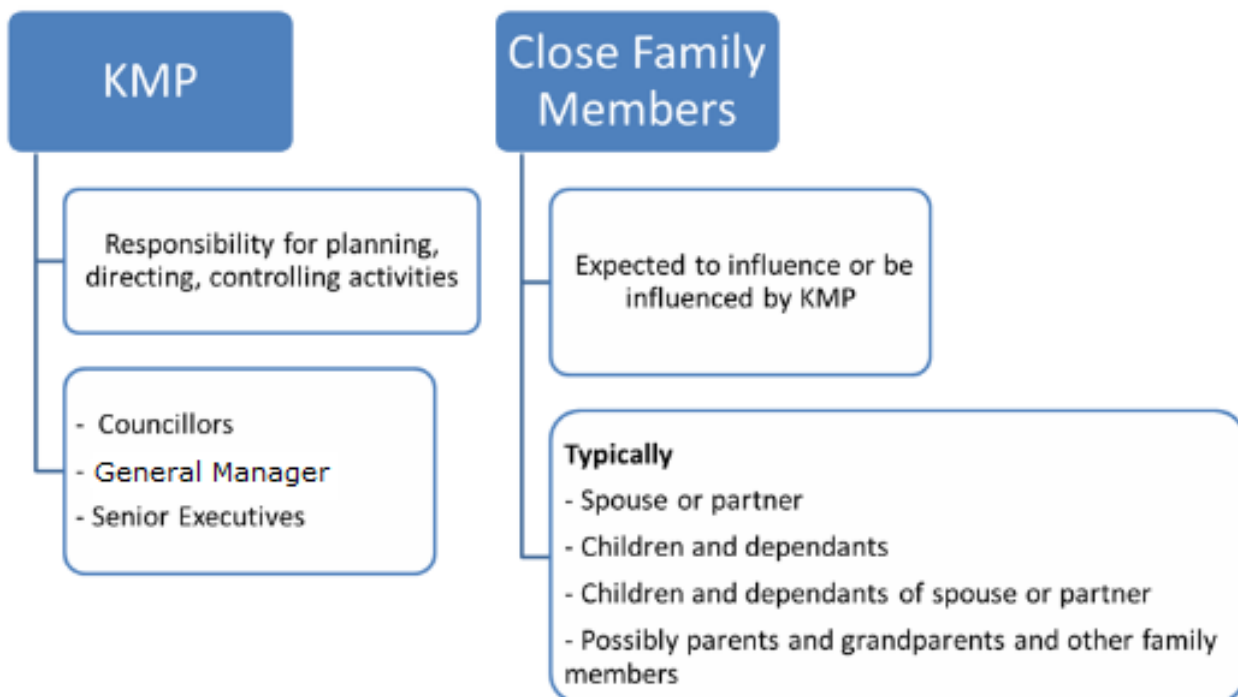 KMP
Responsibility for planning,
directing, controlling activities
- Councillors
- General Manager
- Senior Executives
Close Family
Members
Expected to influence or be
influenced by KMP
Typically
- Spouse or partner
- Children and dependants
- Children and dependants of spouse or partner
- Possibly parents and grandparents and other family
members